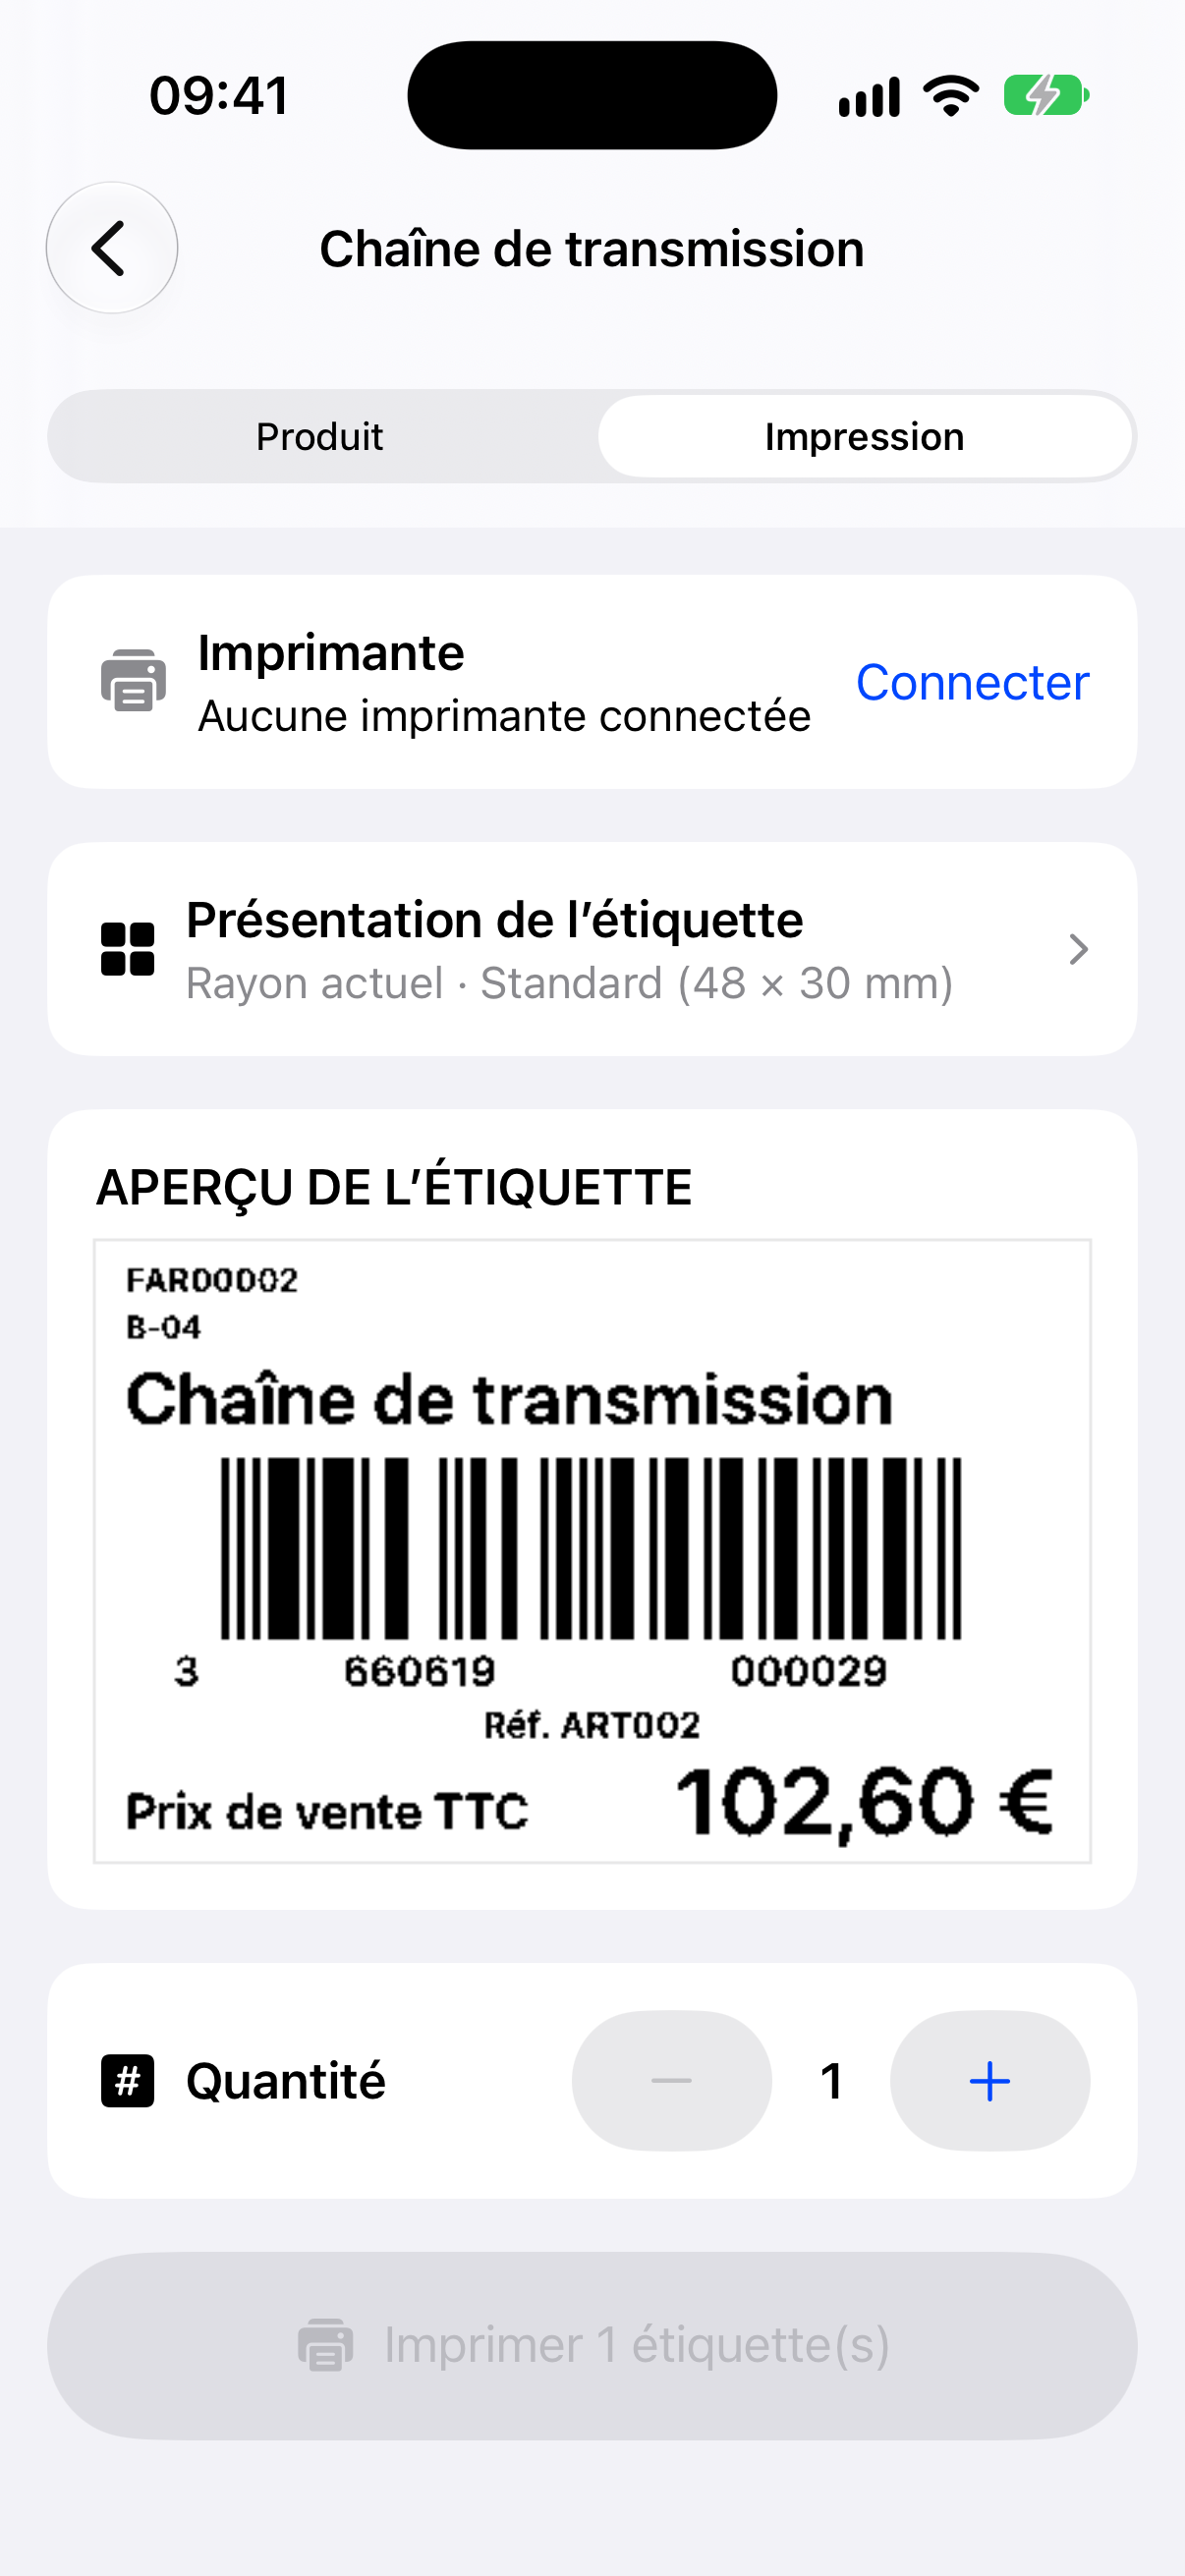 09:41
Chaîne de transmission
Produit
Impression
Imprimante
Aucune imprimante connectée
Connecter
Présentation de l’étiquette
Rayon actuel · Standard (48 × 30 mm)
APERÇU DE L’ÉTIQUETTE
FAR00002
B-04
Chaîne de transmission
3 660619 000029
Réf. ART002
Prix de vente TTC 102,60 €
# Quantité
1
Imprimer 1 étiquette(s)